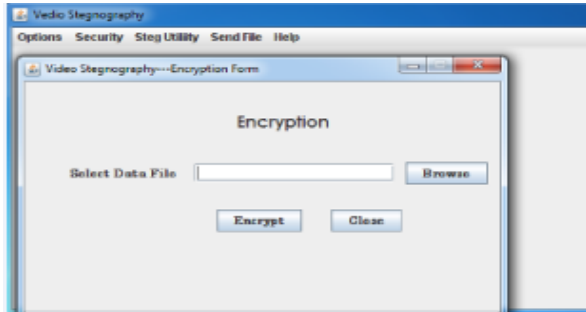 Vedio Stegnography
Options Security Steg Utility Send File Help
Video Stegnography---Encryption Form
Encryption
Select Data File Browse
Encrypt Close